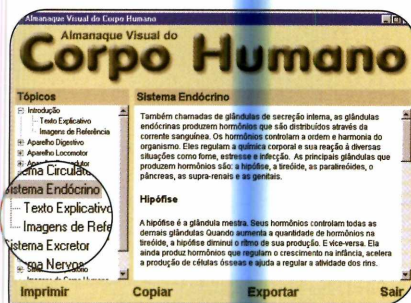 Almanaque Visual do Corpo Humano
Almanaque Visual do
Corpo Humano
Tópicos
Introdução
Texto Explicativo
Imagens de Referência
Aparelho Digestivo
Aparelho Locomotor
Aparelho
ema Circulat
Sistema Endócrino
Texto Explicativo
Imagens de Refe
Sistema Excretor
ma Nervos
Sistema Endócrino
Também chamadas de glândulas de secreção interna, as glândulas
endócrinas produzem hormônios que são distribuídos através da
corrente sanguínea. Os hormônios controlam a ordem e harmonia do
organismo. Eles regulam a química corporal e sua reação à diversas
situações como fome, estresse e infecção. As principais glândulas que
produzem hormônios são: a hipófise, a tireóide, as paratireóides, o
pâncreas, as supra-renais e as genitais.
Hipófise
A hipófise é a glândula mestra. Seus hormônios controlam todas as
demais glândulas Quando aumenta a quantidade de hormônios na
tireóide, a hipófise diminui o ritmo de sua produção. E vice-versa. Ela
ainda produz hormônios que regulam o crescimento na infância, acelera
a produção de células ósseas e ajuda a regular a atividade dos rins.
Imprimir
Copiar
Exportar
Sair